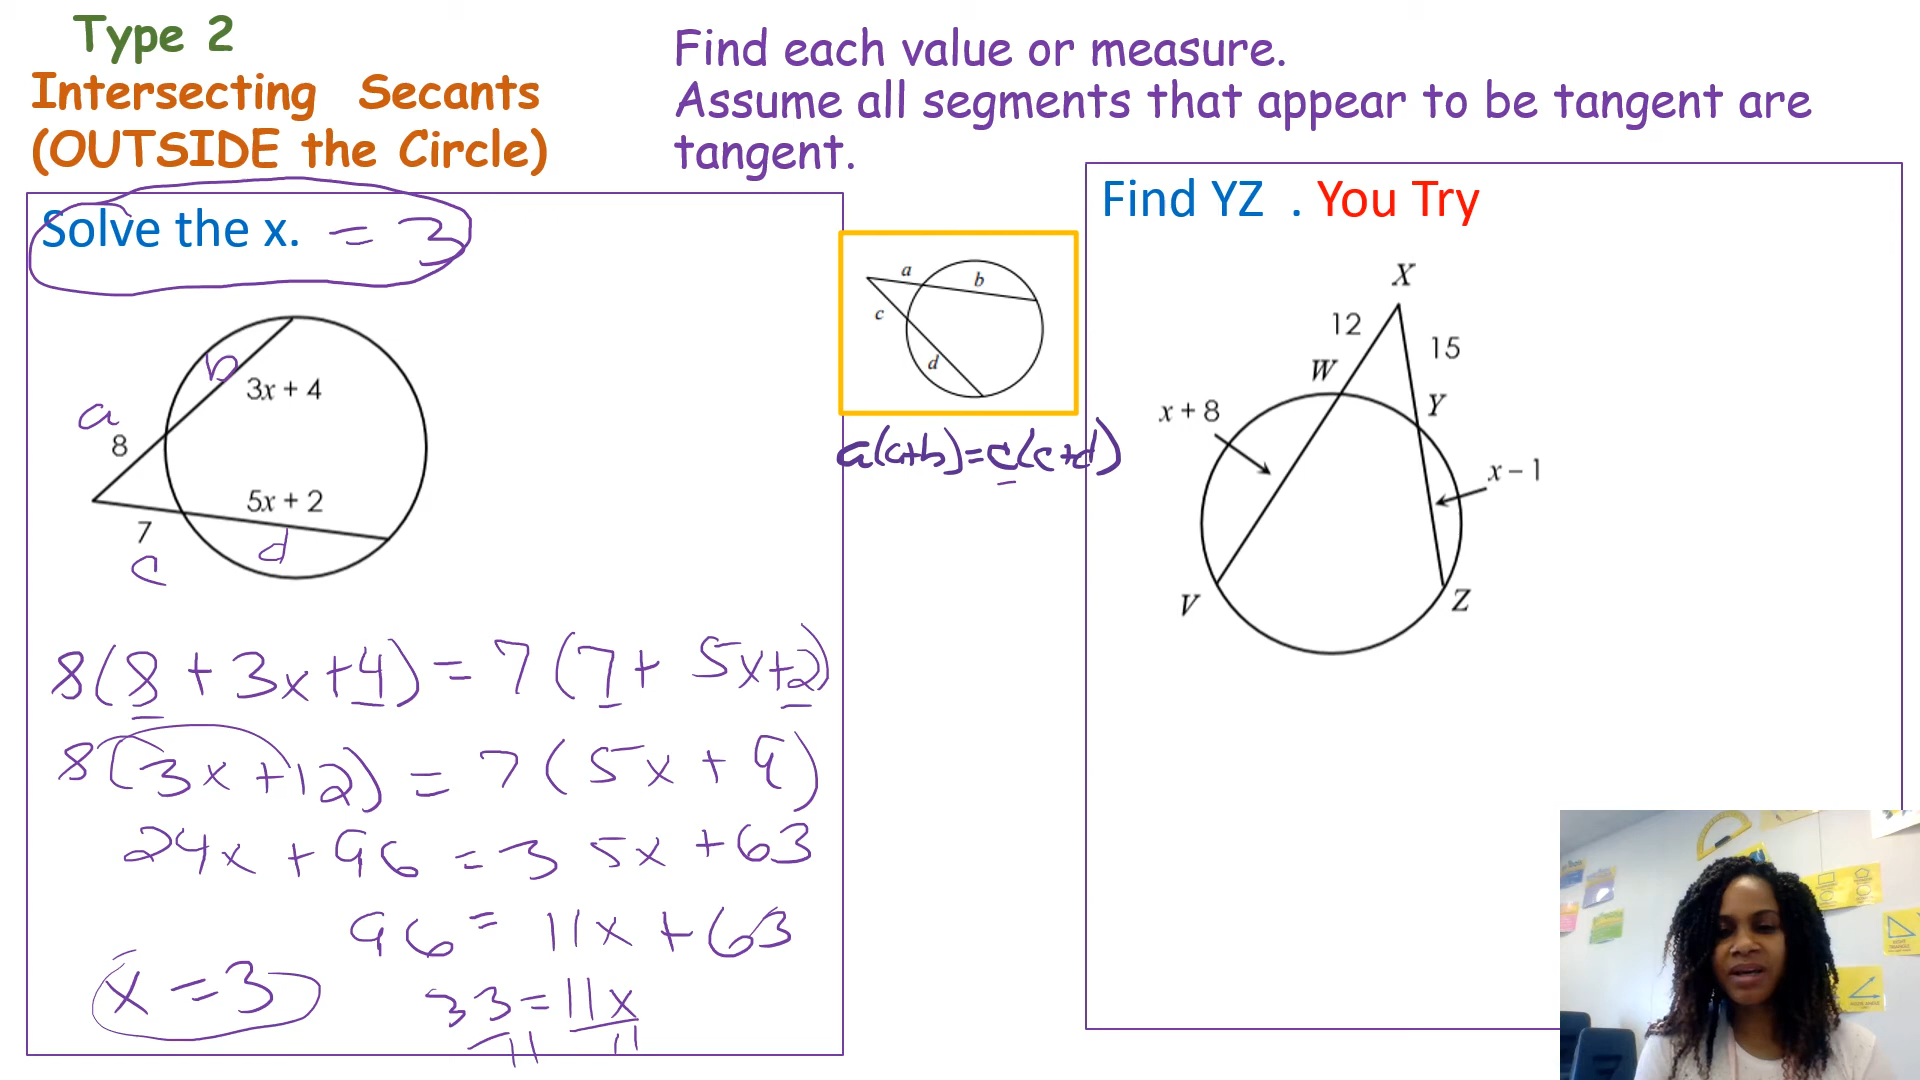 Type 2
Intersecting Secants
(OUTSIDE the Circle)
Find each value or measure.
Assume all segments that appear to be tangent are
tangent.
Solve the x. = 3
b
3x + 4
a
8
5x + 2
7
d
c
8(8 + 3x + 4) = 7(7 + 5x + 2)
8(3x + 12) = 7(5x + 9)
24x + 96 = 35x + 63
96 = 11x + 63
33 = 11x
11 11
x = 3
a
b
c
d
a(a+b) = c(c+d)
Find YZ . You Try
X
12
15
W
Y
x + 8
x – 1
V
Z